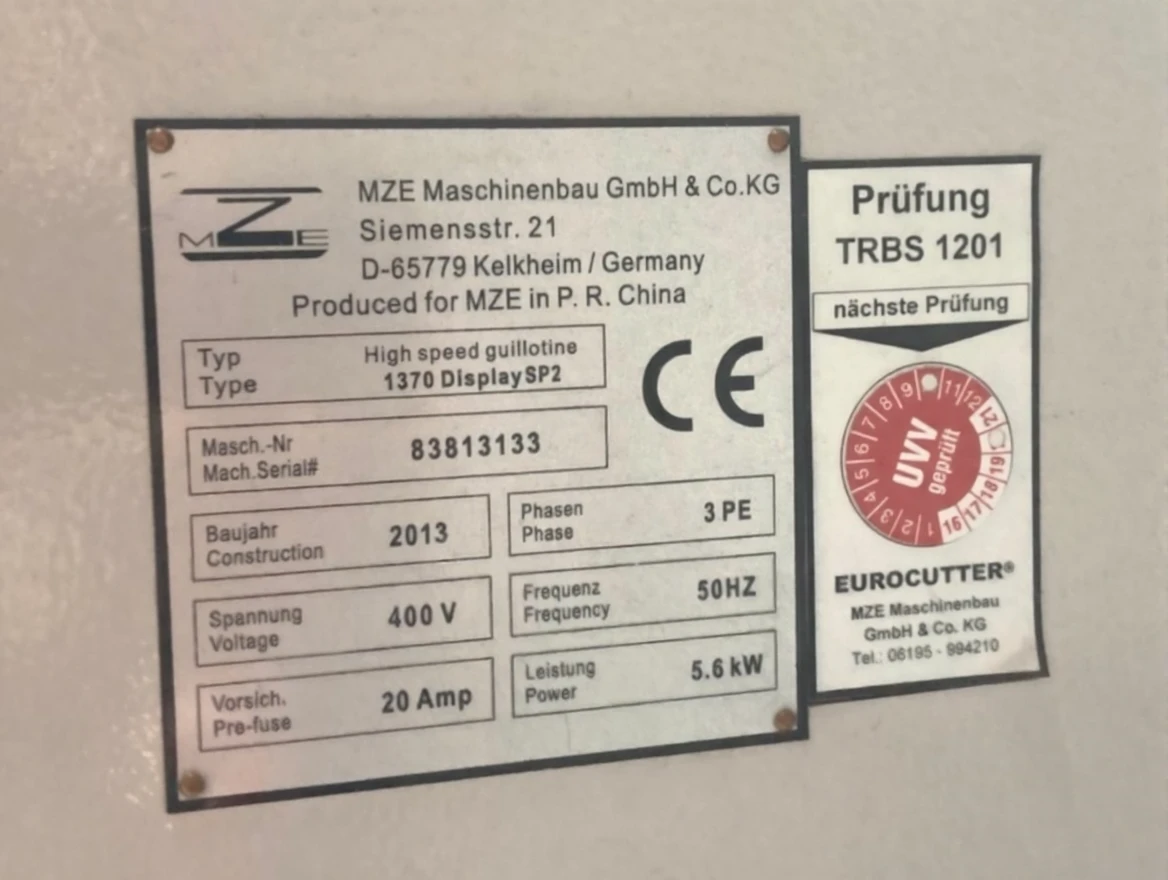 MZE
MZE Maschinenbau GmbH & Co.KG
Siemensstr. 21
D-65779 Kelkheim / Germany
Produced for MZE in P. R. China
Typ
Type
High speed guillotine
1370 DisplaySP2
CE
Masch.-Nr
Mach.Serial#
83813133
Baujahr
Construction
2013
Phasen
Phase
3 PE
Spannung
Voltage
400 V
Frequenz
Frequency
50HZ
Vorsich.
Pre-fuse
20 Amp
Leistung
Power
5.6 kW
Prüfung
TRBS 1201
nächste Prüfung
1 2 3 4 5 6 7 8 9 11 12
21 19 18 17 16
UVV
geprüft
EUROCUTTER®
MZE Maschinenbau
GmbH & Co. KG
Tel.: 06195 - 994210